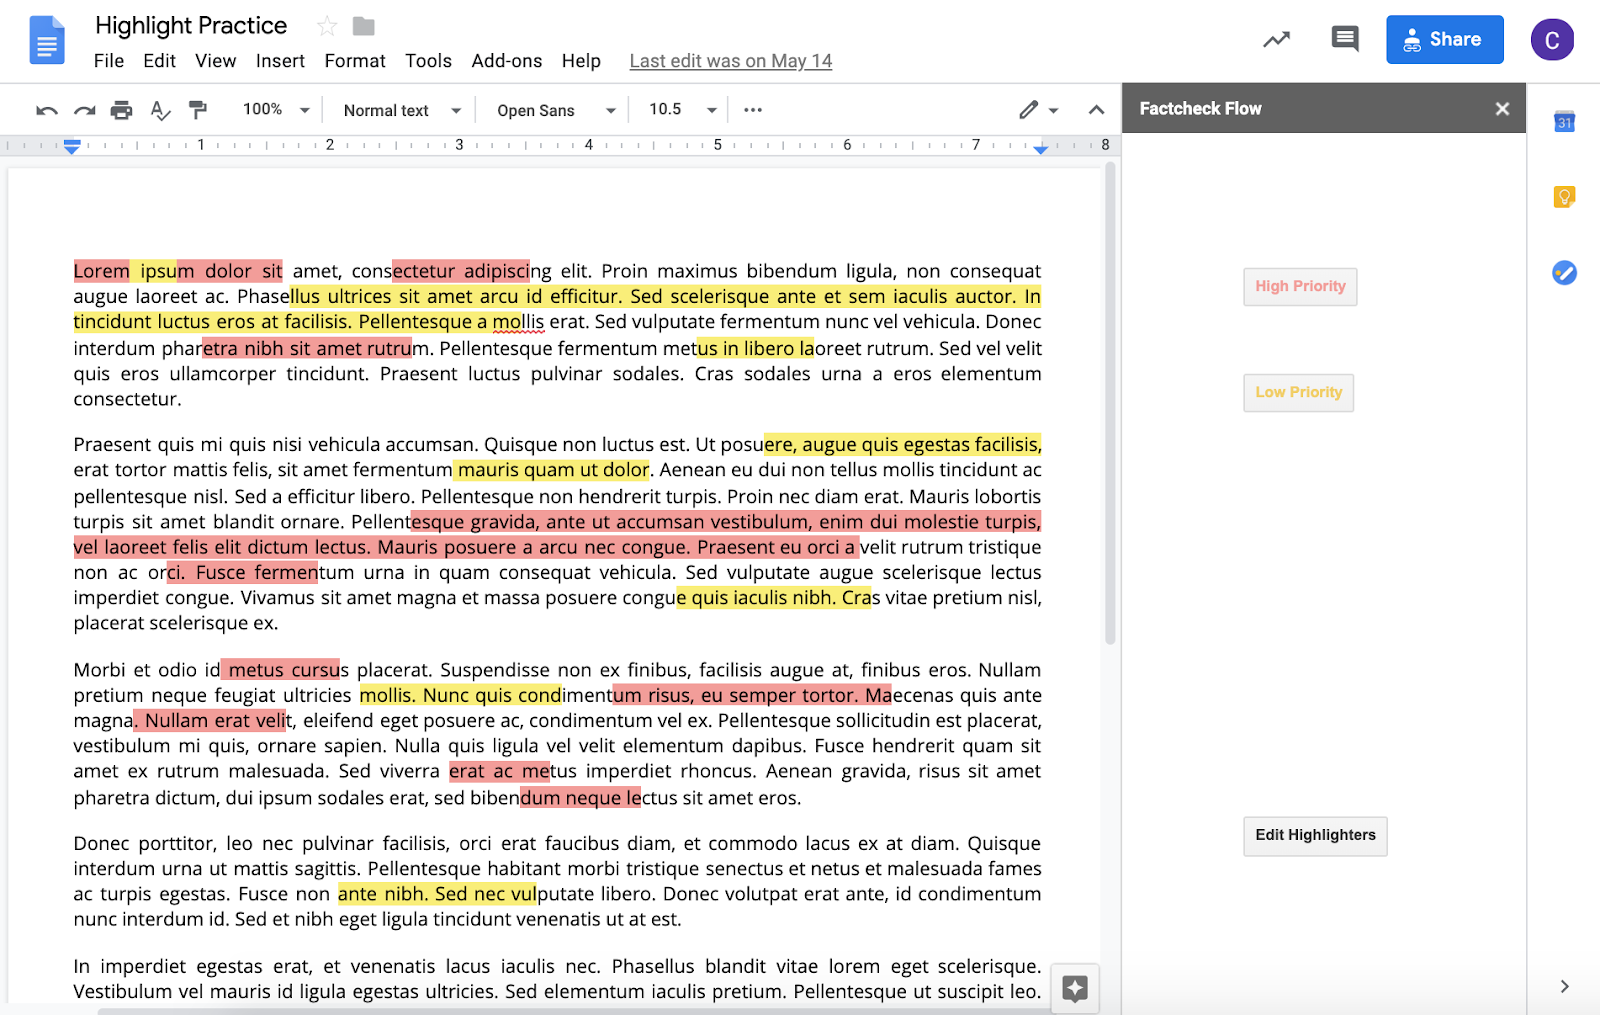 Highlight Practice
File Edit View Insert Format Tools Add-ons Help Last edit was on May 14
Share
C
100% Normal text Open Sans 10.5
Factcheck Flow
1 2 3 4 5 6 7 8
31
Lorem ipsum dolor sit amet, consectetur adipiscing elit. Proin maximus bibendum ligula, non consequat
augue laoreet ac. Phasellus ultrices sit amet arcu id efficitur. Sed scelerisque ante et sem iaculis auctor. In
tincidunt luctus eros at facilisis. Pellentesque a mollis erat. Sed vulputate fermentum nunc vel vehicula. Donec
interdum pharetra nibh sit amet rutrum. Pellentesque fermentum metus in libero laoreet rutrum. Sed vel velit
quis eros ullamcorper tincidunt. Praesent luctus pulvinar sodales. Cras sodales urna a eros elementum
consectetur.
Praesent quis mi quis nisi vehicula accumsan. Quisque non luctus est. Ut posuere, augue quis egestas facilisis,
erat tortor mattis felis, sit amet fermentum mauris quam ut dolor. Aenean eu dui non tellus mollis tincidunt ac
pellentesque nisl. Sed a efficitur libero. Pellentesque non hendrerit turpis. Proin nec diam erat. Mauris lobortis
turpis sit amet blandit ornare. Pellentesque gravida, ante ut accumsan vestibulum, enim dui molestie turpis,
vel laoreet felis elit dictum lectus. Mauris posuere a arcu nec congue. Praesent eu orci a velit rutrum tristique
non ac orci. Fusce fermentum urna in quam consequat vehicula. Sed vulputate augue scelerisque lectus
imperdiet congue. Vivamus sit amet magna et massa posuere congue quis iaculis nibh. Cras vitae pretium nisl,
placerat scelerisque ex.
Morbi et odio id metus cursus placerat. Suspendisse non ex finibus, facilisis augue at, finibus eros. Nullam
pretium neque feugiat ultricies mollis. Nunc quis condimentum risus, eu semper tortor. Maecenas quis ante
magna. Nullam erat velit, eleifend eget posuere ac, condimentum vel ex. Pellentesque sollicitudin est placerat,
vestibulum mi quis, ornare sapien. Nulla quis ligula vel velit elementum dapibus. Fusce hendrerit quam sit
amet ex rutrum malesuada. Sed viverra erat ac metus imperdiet rhoncus. Aenean gravida, risus sit amet
pharetra dictum, dui ipsum sodales erat, sed bibendum neque lectus sit amet eros.
Donec porttitor, leo nec pulvinar facilisis, orci erat faucibus diam, et commodo lacus ex at diam. Quisque
interdum urna ut mattis sagittis. Pellentesque habitant morbi tristique senectus et netus et malesuada fames
ac turpis egestas. Fusce non ante nibh. Sed nec vulputate libero. Donec volutpat erat ante, id condimentum
nunc interdum id. Sed et nibh eget ligula tincidunt venenatis ut at est.
In imperdiet egestas erat, et venenatis lacus iaculis nec. Phasellus blandit vitae lorem eget scelerisque.
Vestibulum vel mauris id ligula egestas ultricies. Sed elementum iaculis pretium. Pellentesque ut suscipit leo.
High Priority
Low Priority
Edit Highlighters